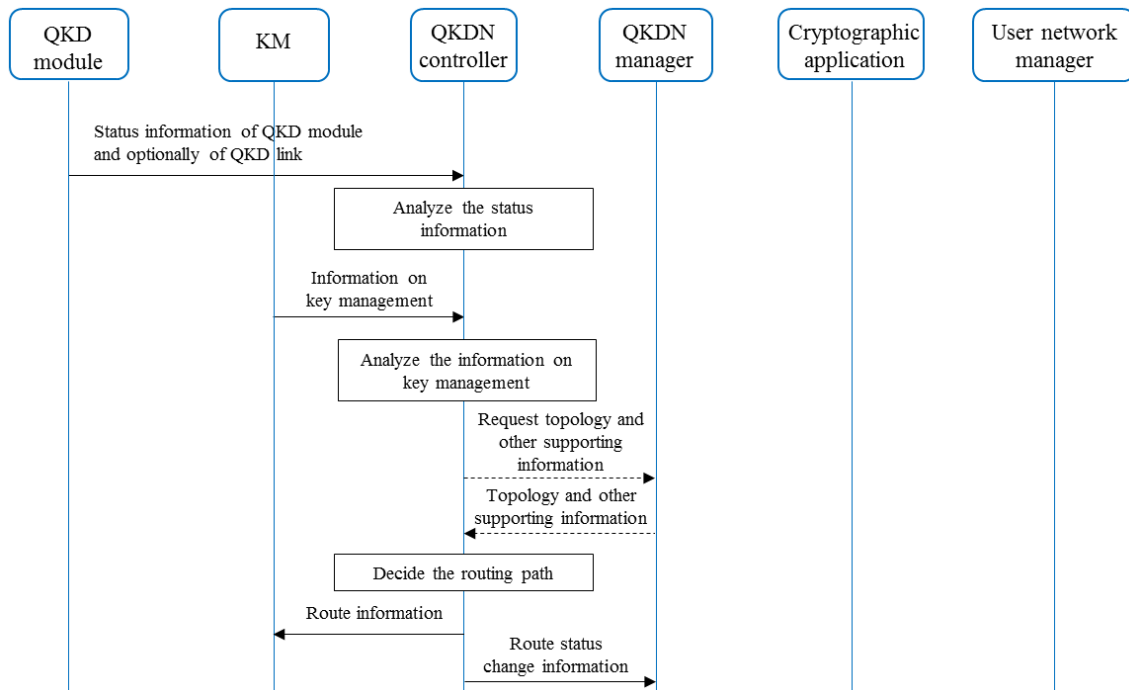 QKD
module
KM
QKDN
controller
QKDN
manager
Cryptographic
application
User network
manager
Status information of QKD module
and optionally of QKD link
Analyze the status
information
Information on
key management
Analyze the information on
key management
Request topology and
other supporting
information
Topology and other
supporting information
Decide the routing path
Route information
Route status
change information